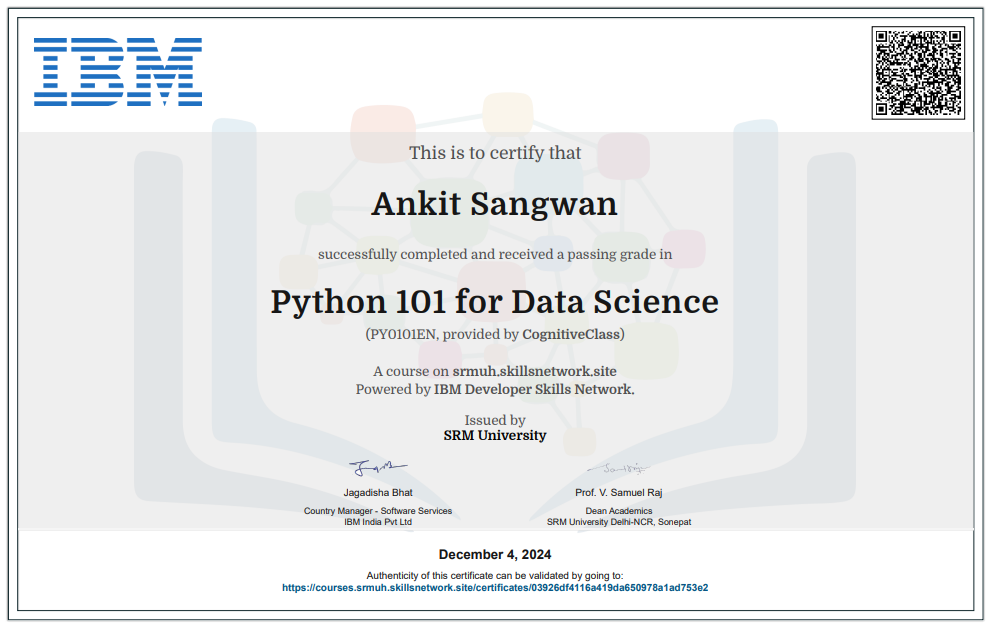 IBM
This is to certify that
Ankit Sangwan
successfully completed and received a passing grade in
Python 101 for Data Science
(PY0101EN, provided by CognitiveClass)
A course on srmuh.skillsnetwork.site
Powered by IBM Developer Skills Network.
Issued by
SRM University
Jagadisha Bhat
Country Manager - Software Services
IBM India Pvt Ltd
Prof. V. Samuel Raj
Dean Academics
SRM University Delhi-NCR, Sonepat
December 4, 2024
Authenticity of this certificate can be validated by going to:
https://courses.srmuh.skillsnetwork.site/certificates/03926df4116a419da650978a1ad753e2